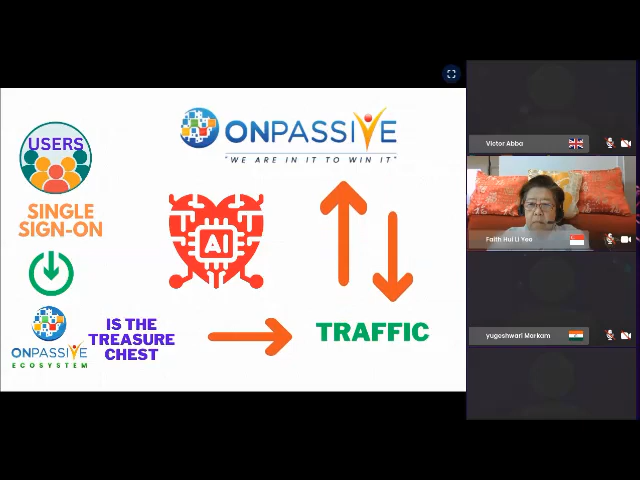 USERS
SINGLE
SIGN-ON
ONPASSIVE
ECOSYSTEM
IS THE
TREASURE
CHEST
ONPASSIVE
"WE ARE IN IT TO WIN IT"
AI
TRAFFIC
Victor Abba
Faith Hui Li Yee
yugeshwari Markam